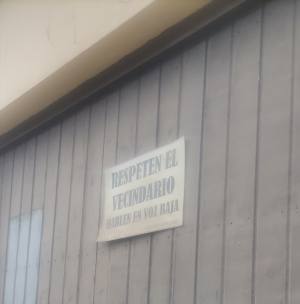 RESPETEN EL
VECINDARIO
HABLEN EN VOZ BAJA